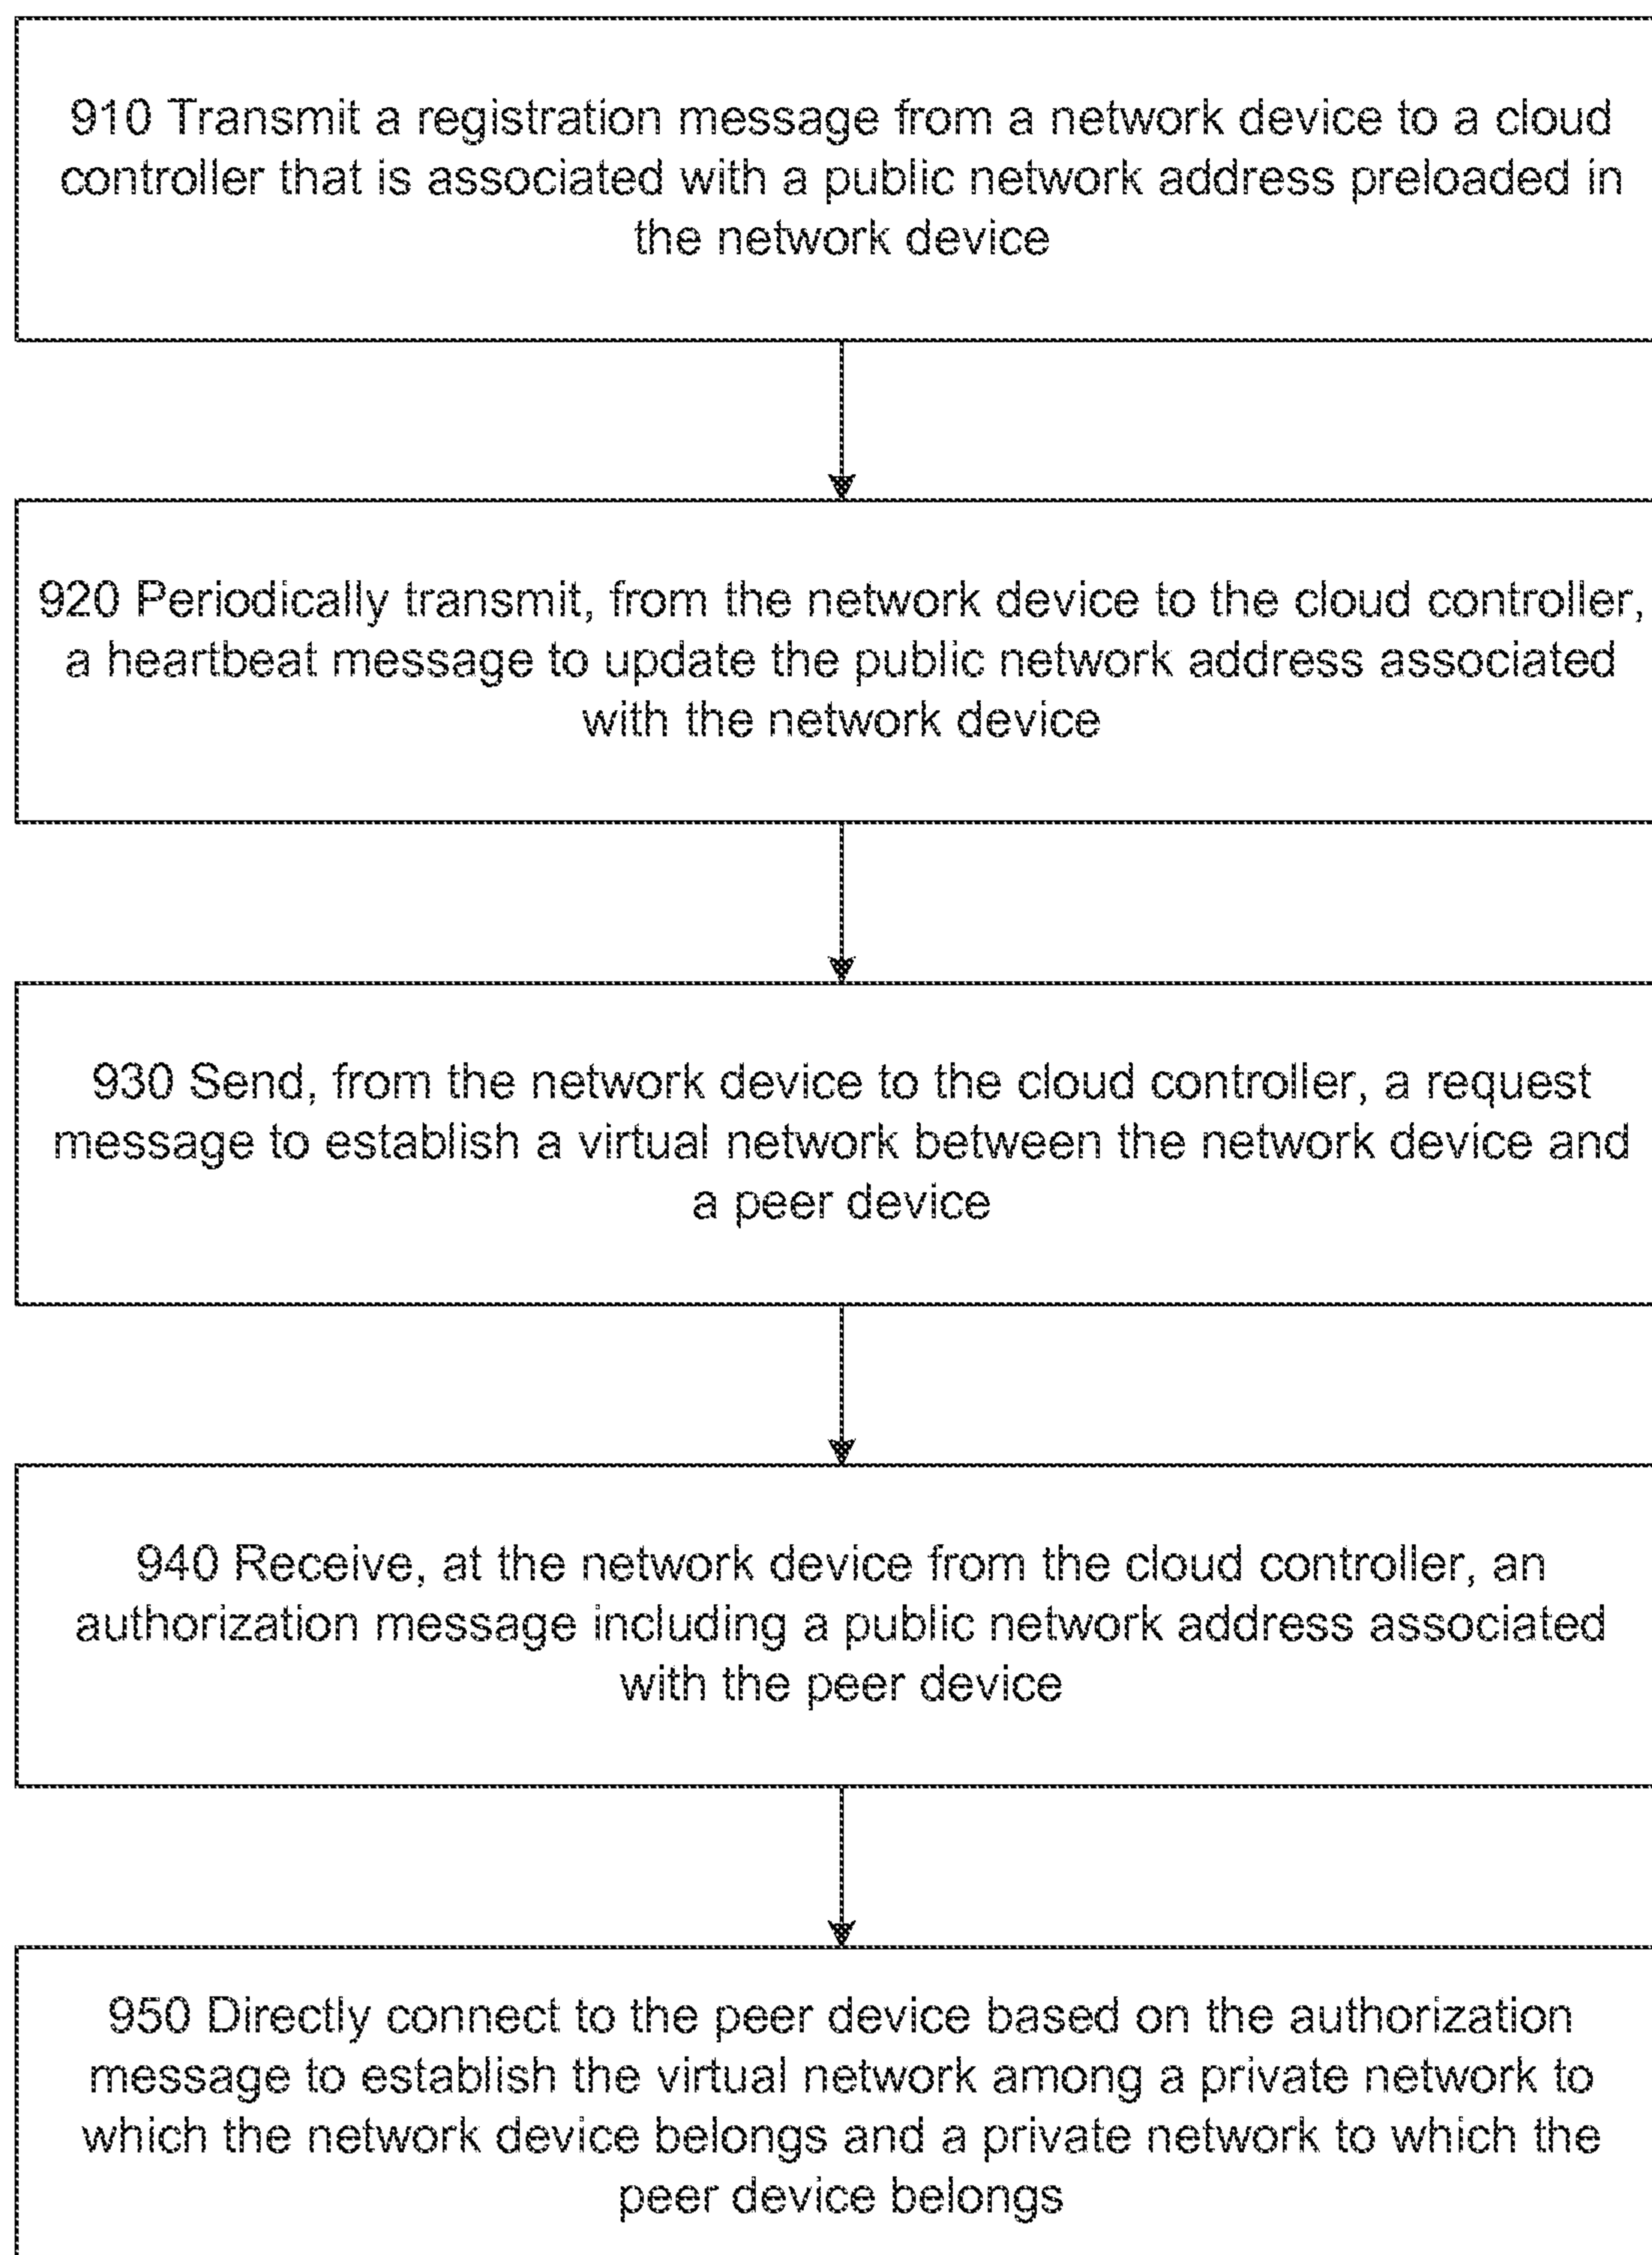 910 Transmit a registration message from a network device to a cloud
controller that is associated with a public network address preloaded in
the network device
920 Periodically transmit, from the network device to the cloud controller,
a heartbeat message to update the public network address associated
with the network device
930 Send, from the network device to the cloud controller, a request
message to establish a virtual network between the network device and
a peer device
940 Receive, at the network device from the cloud controller, an
authorization message including a public network address associated
with the peer device
950 Directly connect to the peer device based on the authorization
message to establish the virtual network among a private network to
which the network device belongs and a private network to which the
peer device belongs